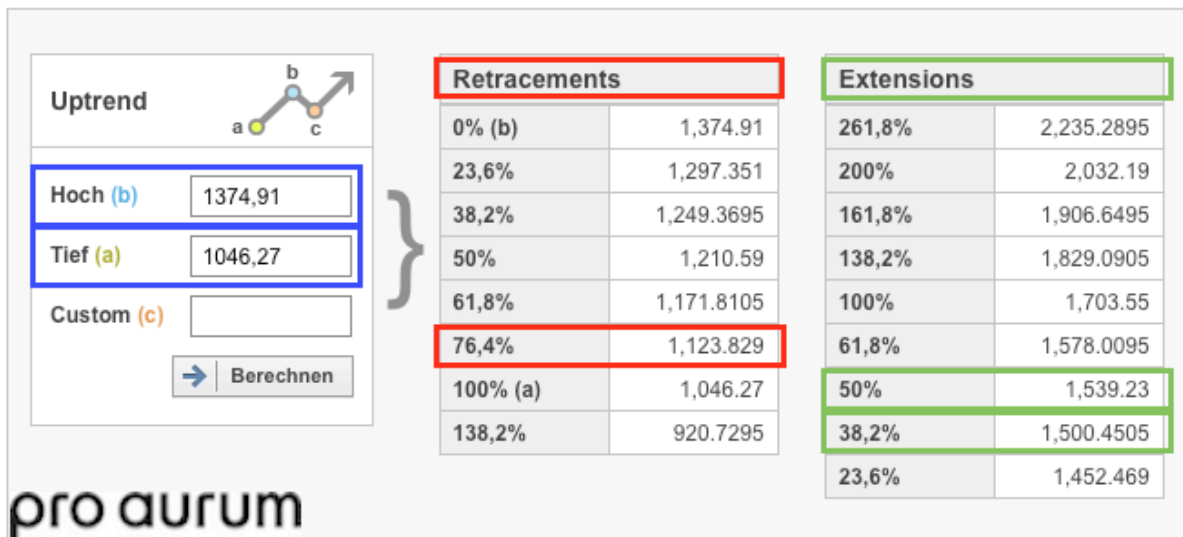 Uptrend
a
b
c
Hoch (b) 1374,91
Tief (a) 1046,27
Custom (c)
Berechnen
Retracements
0% (b) 1,374.91
23,6% 1,297.351
38,2% 1,249.3695
50% 1,210.59
61,8% 1,171.8105
76,4% 1,123.829
100% (a) 1,046.27
138,2% 920.7295
Extensions
261,8% 2,235.2895
200% 2,032.19
161,8% 1,906.6495
138,2% 1,829.0905
100% 1,703.55
61,8% 1,578.0095
50% 1,539.23
38,2% 1,500.4505
23,6% 1,452.469
pro aurum